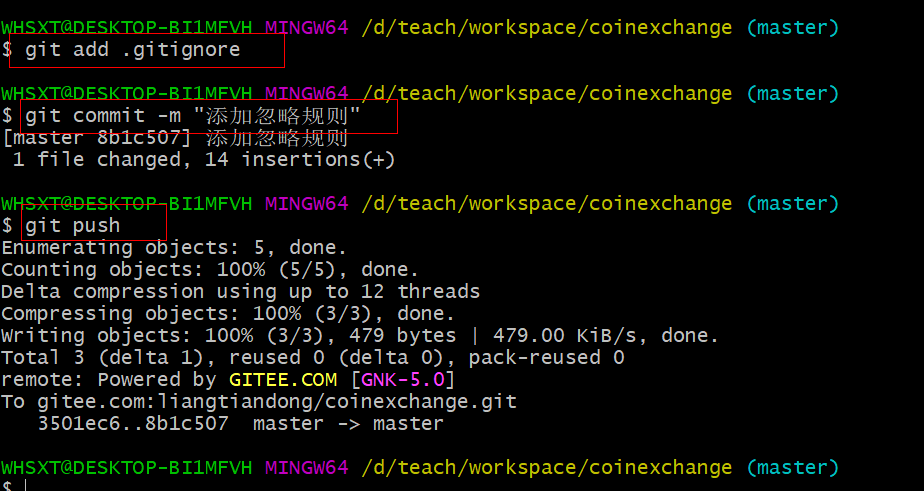 WHSXT@DESKTOP-BI1MFVH MINGW64 /d/teach/workspace/coinexchange (master)
$ git add .gitignore
WHSXT@DESKTOP-BI1MFVH MINGW64 /d/teach/workspace/coinexchange (master)
$ git commit -m "添加忽略规则"
[master 8b1c507] 添加忽略规则
 1 file changed, 14 insertions(+)
WHSXT@DESKTOP-BI1MFVH MINGW64 /d/teach/workspace/coinexchange (master)
$ git push
Enumerating objects: 5, done.
Counting objects: 100% (5/5), done.
Delta compression using up to 12 threads
Compressing objects: 100% (3/3), done.
Writing objects: 100% (3/3), 479 bytes | 479.00 KiB/s, done.
Total 3 (delta 1), reused 0 (delta 0), pack-reused 0
remote: Powered by GITEE.COM [GNK-5.0]
To gitee.com:liangtiandong/coinexchange.git
   3501ec6..8b1c507  master -> master
WHSXT@DESKTOP-BI1MFVH MINGW64 /d/teach/workspace/coinexchange (master)
$